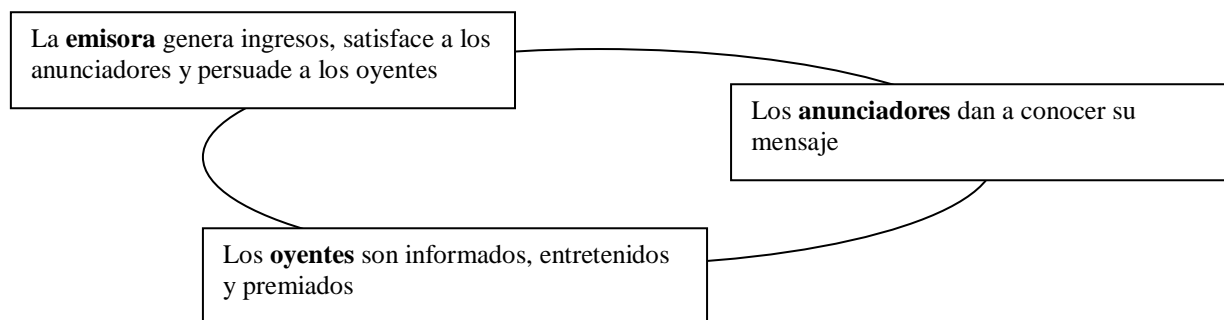 La emisora genera ingresos, satisface a los
anunciadores y persuade a los oyentes
Los anunciadores dan a conocer su
mensaje
Los oyentes son informados, entretenidos
y premiados